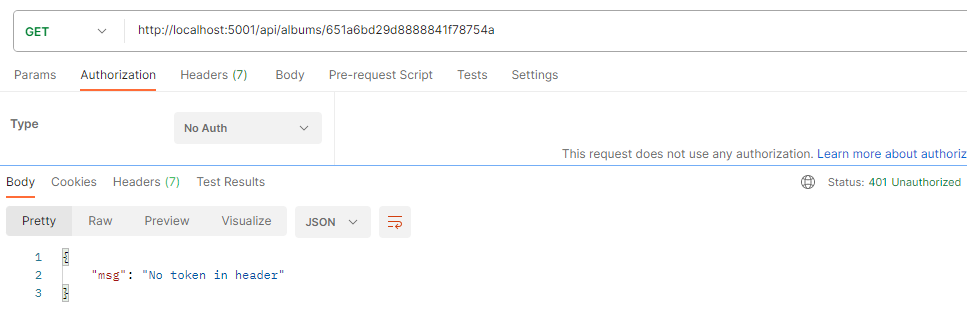 GET http://localhost:5001/api/albums/651a6bd29d8888841f78754a
Params Authorization Headers (7) Body Pre-request Script Tests Settings
Type No Auth
This request does not use any authorization. Learn more about authoriz
Body Cookies Headers (7) Test Results Status: 401 Unauthorized
Pretty Raw Preview Visualize JSON
1 {
2 "msg": "No token in header"
3 }